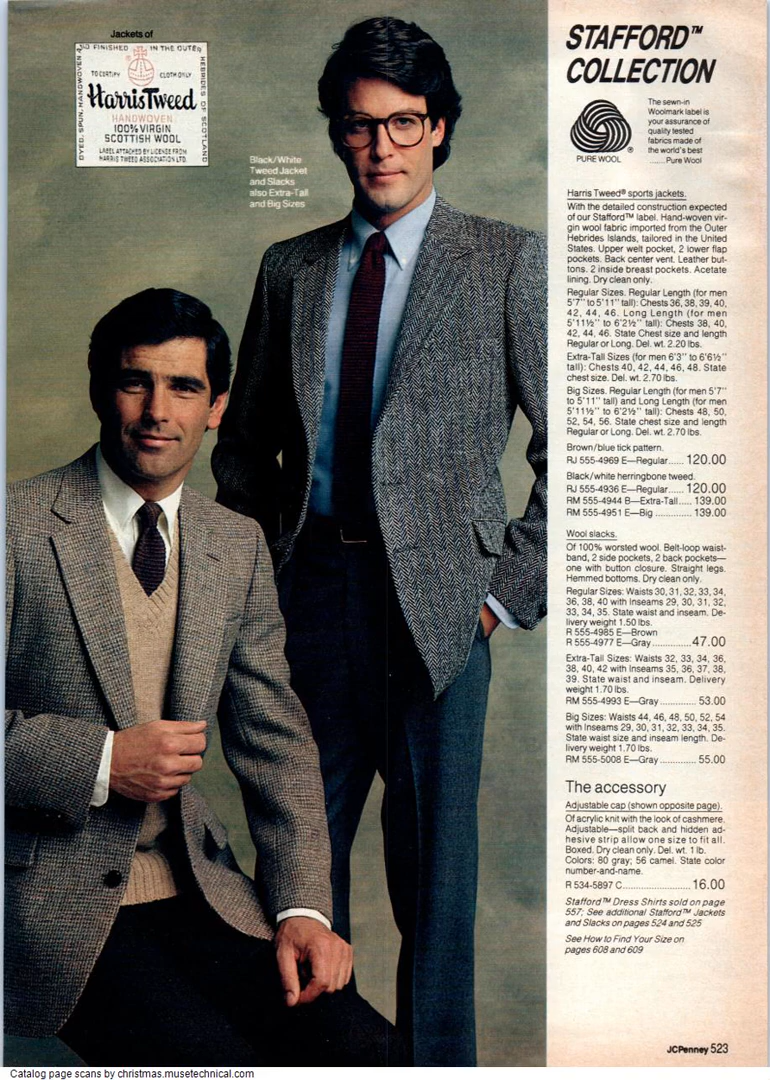 Jackets of
DYED, SPUN, HANDWOVEN AND FINISHED IN THE OUTER HEBRIDES OF SCOTLAND
TO CERTIFY CLOTH ONLY
Harris Tweed
HANDWOVEN
100% VIRGIN
SCOTTISH WOOL
LABEL ATTACHED BY LICENSE FROM
HARRIS TWEED ASSOCIATION LTD.
Black/White
Tweed Jacket
and Slacks
also Extra-Tall
and Big Sizes
STAFFORD™
COLLECTION
PURE WOOL
®
The sewn-in
Woolmark label is
your assurance of
quality tested
fabrics made of
the world's best
......Pure Wool
Harris Tweed® sports jackets.
With the detailed construction expected
of our Stafford™ label. Hand-woven vir-
gin wool fabric imported from the Outer
Hebrides Islands, tailored in the United
States. Upper welt pocket, 2 lower flap
pockets. Back center vent. Leather but-
tons. 2 inside breast pockets. Acetate
lining. Dry clean only.
Regular Sizes. Regular Length (for men
5'7" to 5'11" tall): Chests 36, 38, 39, 40,
42, 44, 46. Long Length (for men
5'11½" to 6'2½" tall): Chests 38, 40,
42, 44, 46. State Chest size and length
Regular or Long. Del. wt. 2.20 lbs.
Extra-Tall Sizes (for men 6'3" to 6'6½"
tall): Chests 40, 42, 44, 46, 48. State
chest size. Del. wt. 2.70 lbs.
Big Sizes. Regular Length (for men 5'7"
to 5'11" tall) and Long Length (for men
5'11½" to 6'2½" tall): Chests 48, 50,
52, 54, 56. State chest size and length
Regular or Long. Del. wt. 2.70 lbs.
Brown/blue tick pattern.
RJ 555-4969 E—Regular...... 120.00
Black/white herringbone tweed.
RJ 555-4936 E—Regular..... 120.00
RM 555-4944 B—Extra-Tall..... 139.00
RM 555-4951 E—Big .............. 139.00
Wool slacks.
Of 100% worsted wool. Belt-loop waist-
band, 2 side pockets, 2 back pockets—
one with button closure. Straight legs.
Hemmed bottoms. Dry clean only.
Regular Sizes: Waists 30, 31, 32, 33, 34,
36, 38, 40 with Inseams 29, 30, 31, 32,
33, 34, 35. State waist and inseam. De-
livery weight 1.50 lbs.
R 555-4985 E—Brown
R 555-4977 E—Gray...............47.00
Extra-Tall Sizes: Waists 32, 33, 34, 36,
38, 40, 42 with Inseams 35, 36, 37, 38,
39. State waist and inseam. Delivery
weight 1.70 lbs.
RM 555-4993 E—Gray.............. 53.00
Big Sizes: Waists 44, 46, 48, 50, 52, 54
with Inseams 29, 30, 31, 32, 33, 34, 35.
State waist size and inseam length. De-
livery weight 1.70 lbs.
RM 555-5008 E—Gray.............. 55.00
The accessory
Adjustable cap (shown opposite page).
Of acrylic knit with the look of cashmere.
Adjustable—split back and hidden ad-
hesive strip allow one size to fit all.
Boxed. Dry clean only. Del. wt. 1 lb.
Colors: 80 gray; 56 camel. State color
number-and-name.
R 534-5897 C........................16.00
Stafford™ Dress Shirts sold on page
557; See additional Stafford™ Jackets
and Slacks on pages 524 and 525
See How to Find Your Size on
pages 608 and 609
JCPenney 523
Catalog page scans by christmas.musetechnical.com